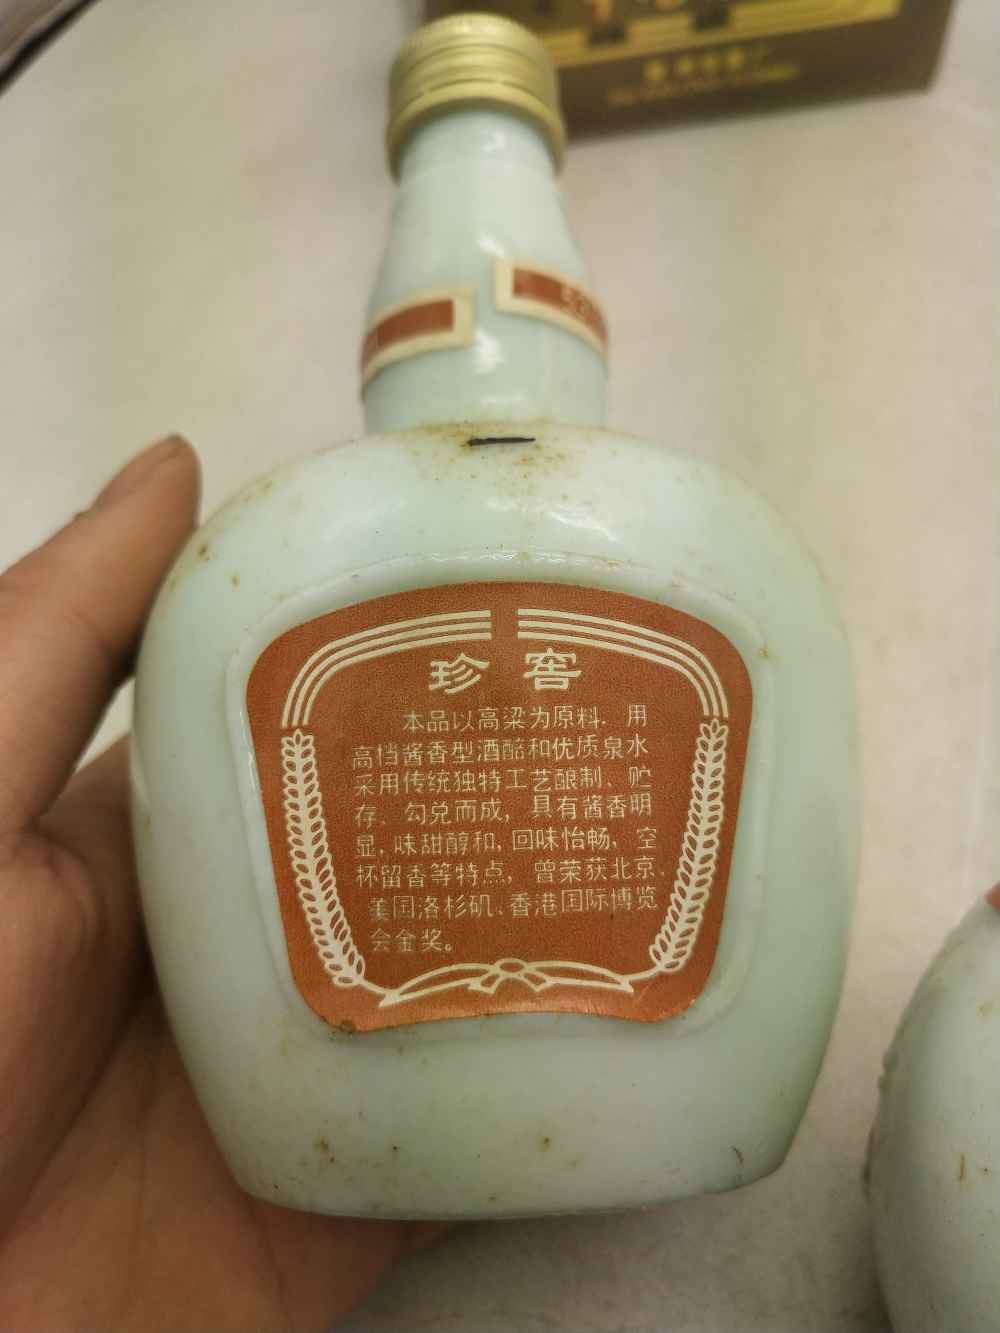 珍窖
本品以高粱为原料、用
高档酱香型酒醅和优质泉水
采用传统独特工艺酿制、贮
存、勾兑而成，具有酱香明
显，味甜醇和，回味怡畅，空
杯留香等特点，曾荣获北京、
美国洛杉矶、香港国际博览
会金奖。